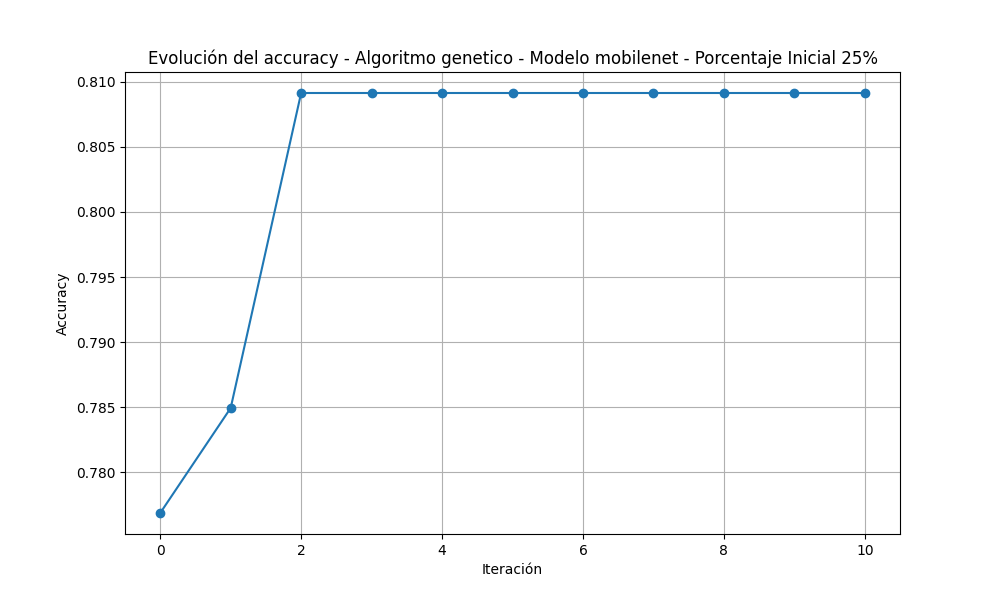 Evolución del accuracy - Algoritmo genetico - Modelo mobilenet - Porcentaje Inicial 25%
0.810
0.805
0.800
0.795
0.790
0.785
0.780
Accuracy
0 2 4 6 8 10
Iteración